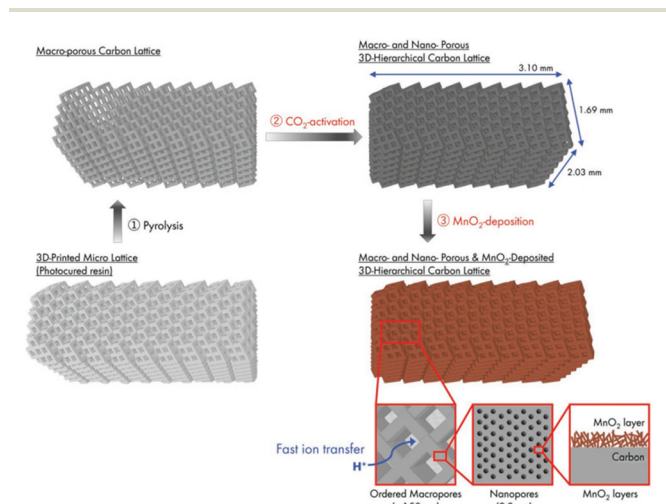 Macro-porous Carbon Lattice
Macro- and Nano- Porous
3D-Hierarchical Carbon Lattice
3.10 mm
② CO₂-activation
1.69 mm
2.03 mm
① Pyrolysis
③ MnO₂-deposition
3D-Printed Micro Lattice
(Photocured resin)
Macro- and Nano- Porous & MnO₂-Deposited
3D-Hierarchical Carbon Lattice
Fast ion transfer
H⁺
MnO₂ layer
Carbon
Ordered Macropores
Nanopores
MnO₂ layers